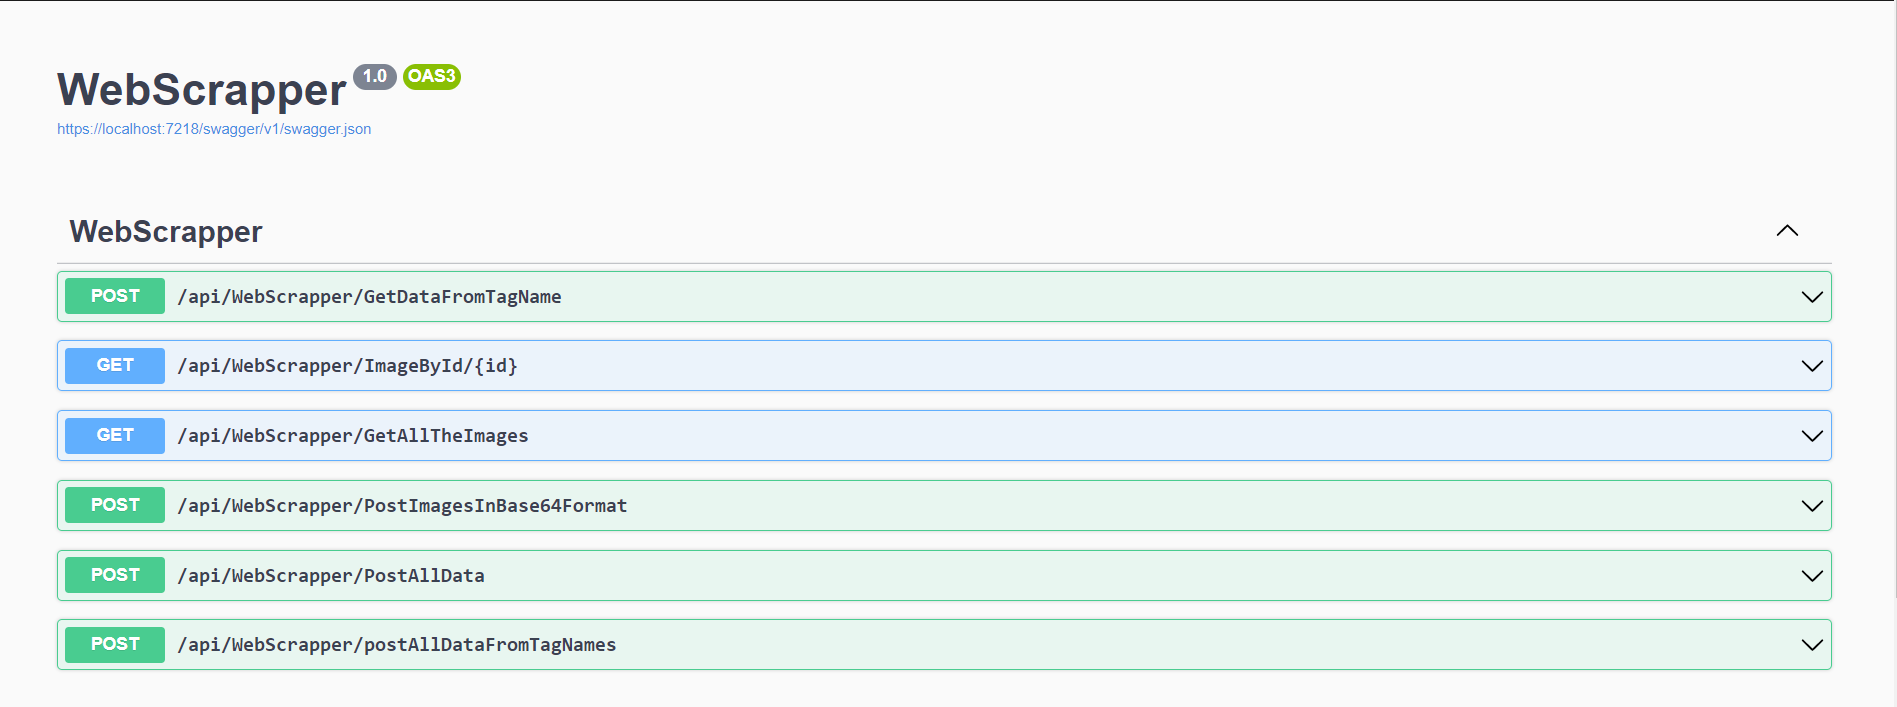 WebScrapper 1.0 OAS3
https://localhost:7218/swagger/v1/swagger.json
WebScrapper
POST /api/WebScrapper/GetDataFromTagName
GET /api/WebScrapper/ImageById/{id}
GET /api/WebScrapper/GetAllTheImages
POST /api/WebScrapper/PostImagesInBase64Format
POST /api/WebScrapper/PostAllData
POST /api/WebScrapper/postAllDataFromTagNames